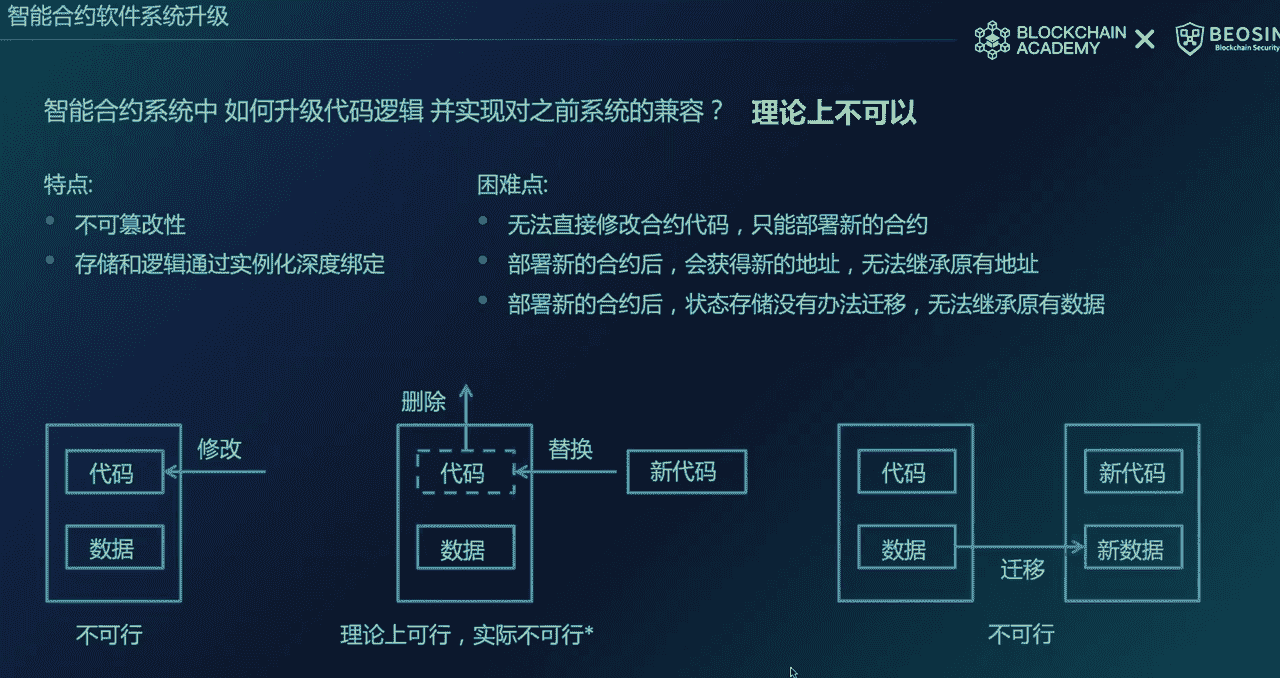 智能合约软件系统升级
BLOCKCHAIN
ACADEMY
BEOSIN
Blockchain Security
智能合约系统中 如何升级代码逻辑 并实现对之前系统的兼容？ 理论上不可以
特点:
不可篡改性
存储和逻辑通过实例化深度绑定
困难点:
无法直接修改合约代码，只能部署新的合约
部署新的合约后，会获得新的地址，无法继承原有地址
部署新的合约后，状态存储没有办法迁移，无法继承原有数据
代码
修改
数据
不可行
删除
代码
替换
新代码
数据
理论上可行，实际不可行*
代码
数据
迁移
新代码
新数据
不可行